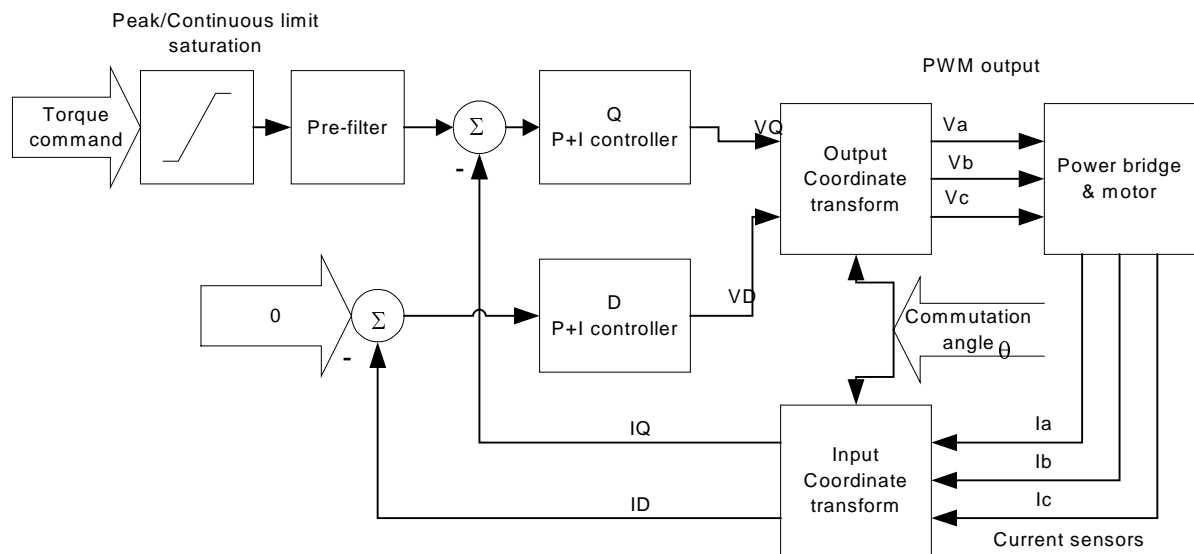 Peak/Continuous limit
saturation
PWM output
Torque
command
Pre-filter
Σ
-
Q
P+I controller
VQ
Output
Coordinate
transform
Va
Vb
Vc
Power bridge
& motor
0
Σ
-
D
P+I controller
VD
Commutation
angle θ
IQ
ID
Input
Coordinate
transform
Ia
Ib
Ic
Current sensors